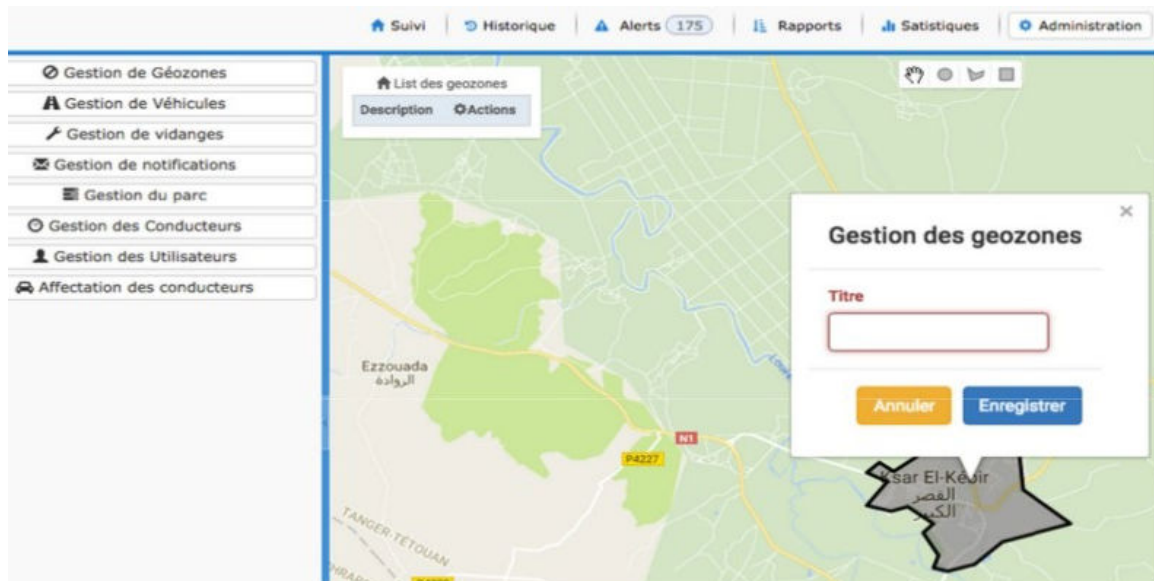 Suivi
Historique
Alerts 175
Rapports
Satistiques
Administration
Gestion de Géozones
Gestion de Véhicules
Gestion de vidanges
Gestion de notifications
Gestion du parc
Gestion des Conducteurs
Gestion des Utilisateurs
Affectation des conducteurs
List des geozones
Description Actions
Gestion des geozones
Titre
Annuler Enregistrer
Ezzouada
الزوادة
N1
P4227
Ksar El-Kébir
القصر
الكبير
TANGER-TÉTOUAN